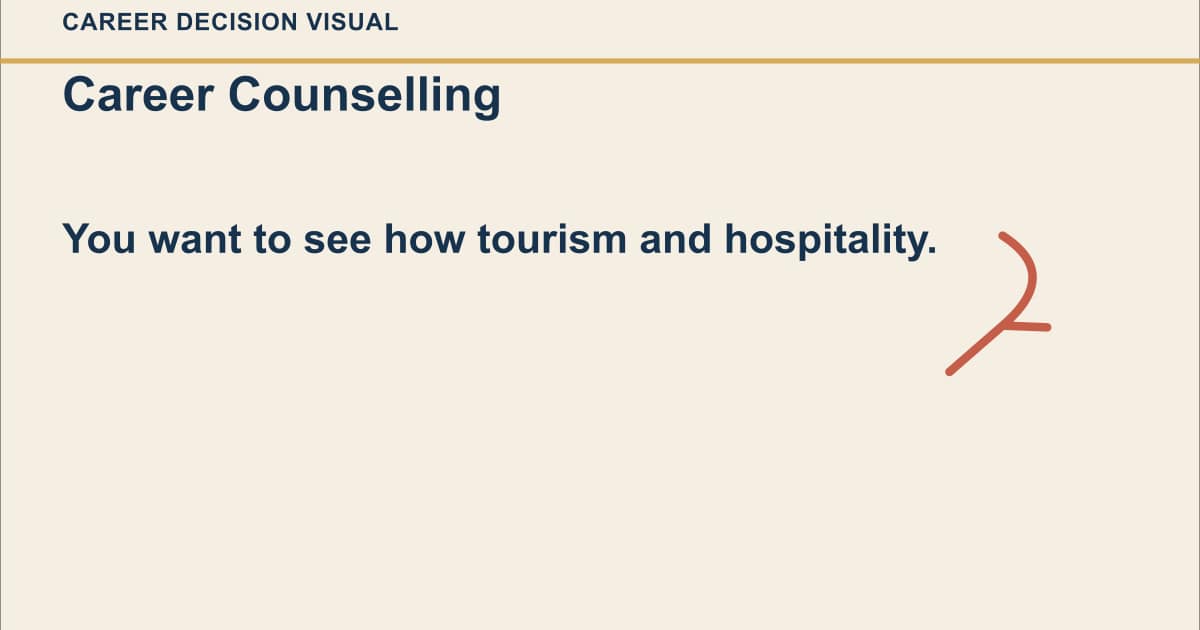 CAREER DECISION VISUAL
Career Counselling
You want to see how tourism and hospitality.